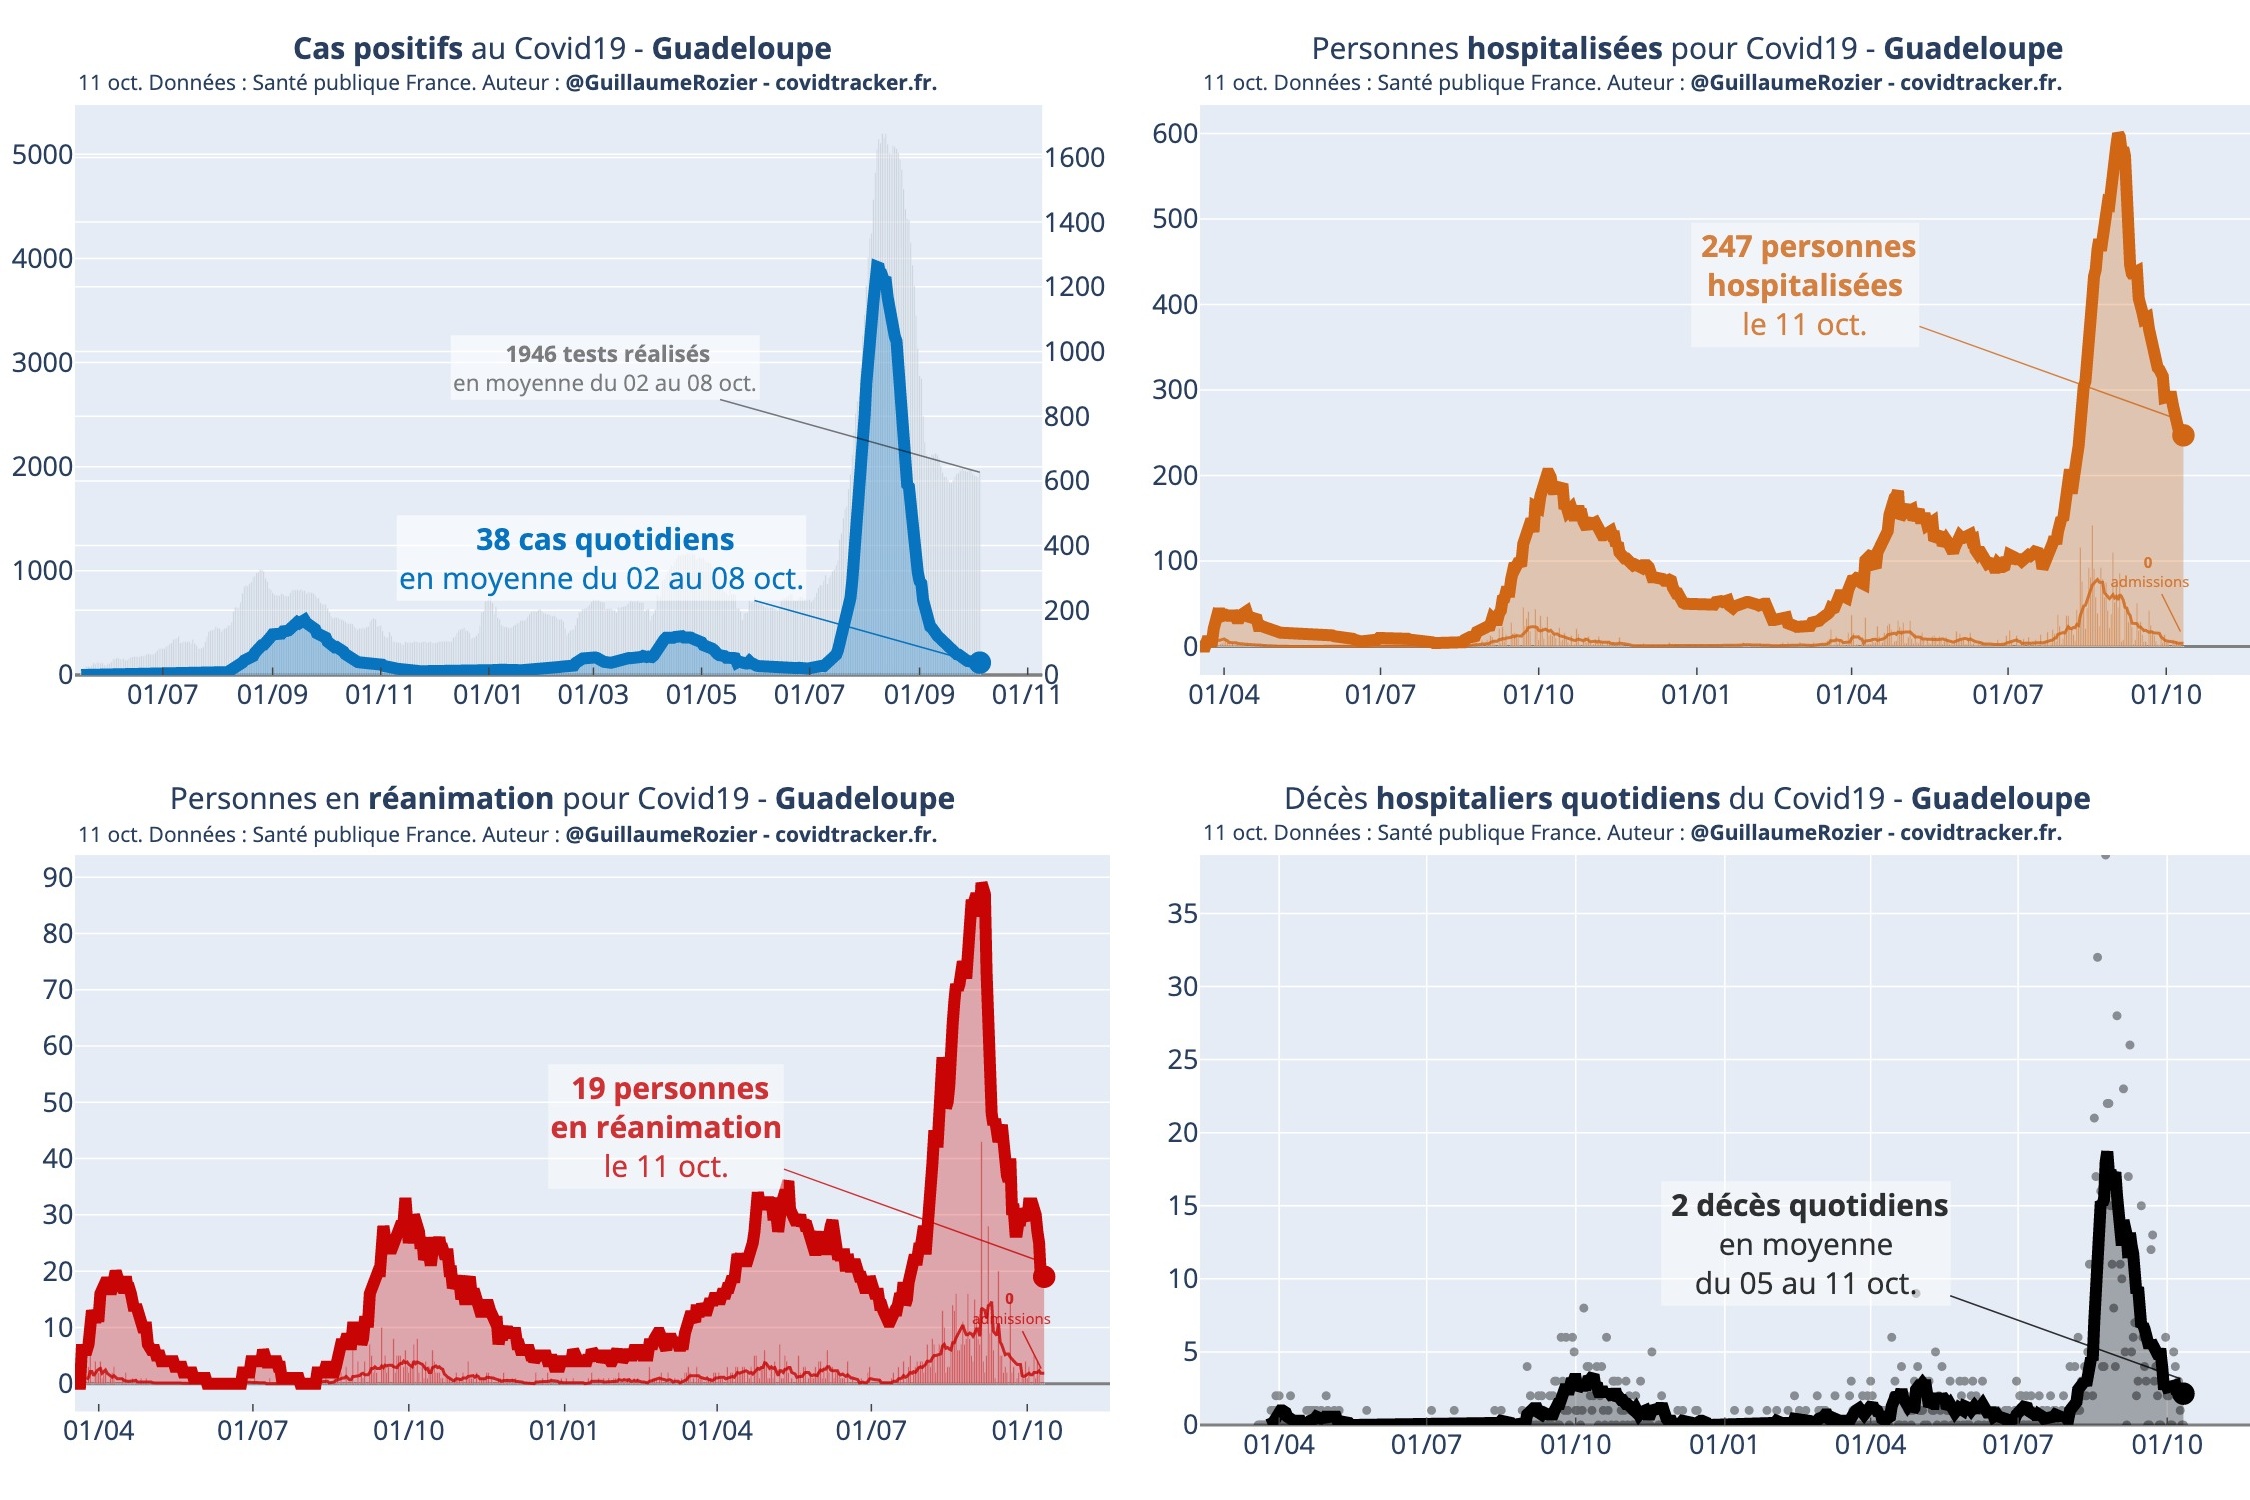 Cas positifs au Covid19 - Guadeloupe
11 oct. Données : Santé publique France. Auteur : @GuillaumeRozier - covidtracker.fr.
5000
4000
3000
2000
1000
0
1600
1400
1200
1000
800
600
400
200
0
1946 tests réalisés
en moyenne du 02 au 08 oct.
38 cas quotidiens
en moyenne du 02 au 08 oct.
01/07 01/09 01/11 01/01 01/03 01/05 01/07 01/09 01/11
Personnes hospitalisées pour Covid19 - Guadeloupe
11 oct. Données : Santé publique France. Auteur : @GuillaumeRozier - covidtracker.fr.
600
500
400
300
200
100
0
247 personnes
hospitalisées
le 11 oct.
0
admissions
01/04 01/07 01/10 01/01 01/04 01/07 01/10
Personnes en réanimation pour Covid19 - Guadeloupe
11 oct. Données : Santé publique France. Auteur : @GuillaumeRozier - covidtracker.fr.
90
80
70
60
50
40
30
20
10
0
19 personnes
en réanimation
le 11 oct.
0
admissions
01/04 01/07 01/10 01/01 01/04 01/07 01/10
Décès hospitaliers quotidiens du Covid19 - Guadeloupe
11 oct. Données : Santé publique France. Auteur : @GuillaumeRozier - covidtracker.fr.
35
30
25
20
15
10
5
0
2 décès quotidiens
en moyenne
du 05 au 11 oct.
01/04 01/07 01/10 01/01 01/04 01/07 01/10